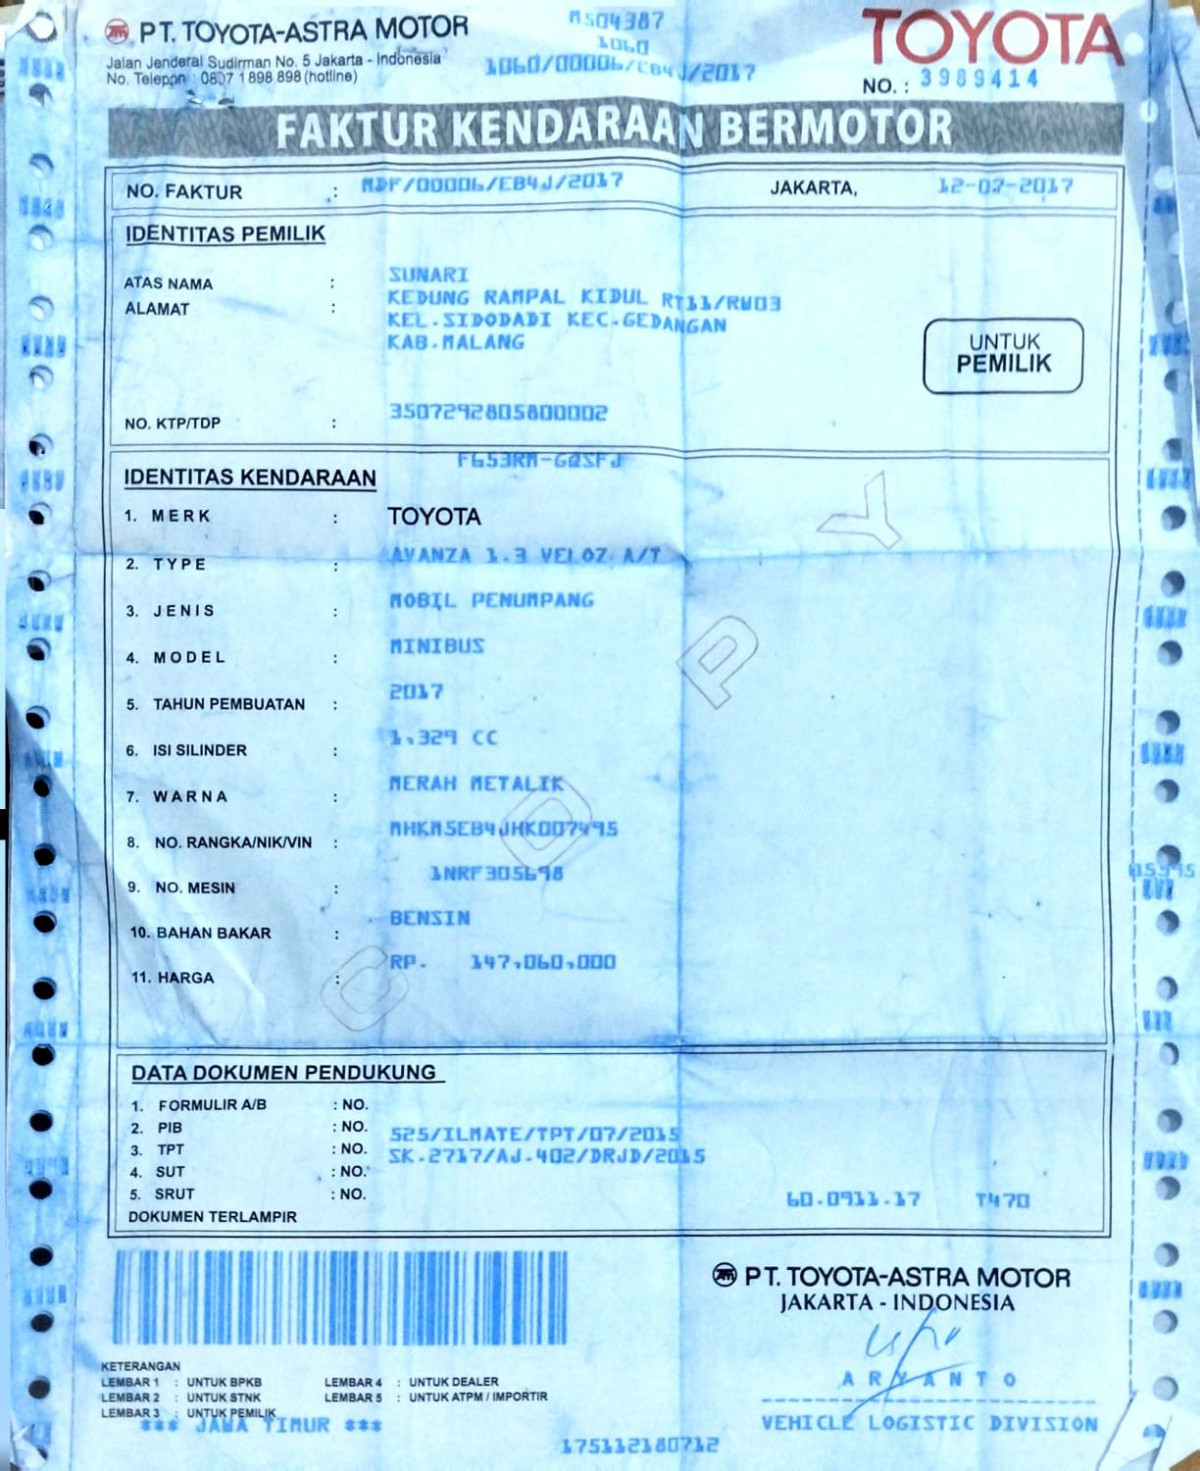 PT. TOYOTA-ASTRA MOTOR
Jalan Jenderal Sudirman No. 5 Jakarta - Indonesia
No. Telepon : 0807 1 898 898 (hotline)
MS04387
1060
1060/00006/EB4J/2017
TOYOTA
NO. : 3989414
FAKTUR KENDARAAN BERMOTOR
NO. FAKTUR : MDF/00006/EB4J/2017 JAKARTA, 12-07-2017
IDENTITAS PEMILIK
ATAS NAMA : SUNARI
ALAMAT : KEDUNG RAMPAL KIDUL RT11/RW03
KEL.SIDODADI KEC.GEDANGAN
KAB.MALANG
UNTUK
PEMILIK
NO. KTP/TDP : 3507292805800002
IDENTITAS KENDARAAN
F653RM-GQSFJ
1. MERK : TOYOTA
2. TYPE : AVANZA 1.3 VELOZ A/T
3. JENIS : MOBIL PENUMPANG
4. MODEL : MINIBUS
5. TAHUN PEMBUATAN : 2017
6. ISI SILINDER : 1,329 CC
7. WARNA : MERAH METALIK
8. NO. RANGKA/NIK/VIN : MHKM5EB4JHK007495
9. NO. MESIN : 1NRF305698
10. BAHAN BAKAR : BENSIN
11. HARGA : RP. 147,060,000
COPY
DATA DOKUMEN PENDUKUNG
1. FORMULIR A/B : NO.
2. PIB : NO.
3. TPT : NO. 525/ILMATE/TPT/07/2015
4. SUT : NO. SK.2717/AJ.402/DRJD/2015
5. SRUT : NO.
DOKUMEN TERLAMPIR
60.0911.17 T470
PT. TOYOTA-ASTRA MOTOR
JAKARTA - INDONESIA
ARYANTO
VEHICLE LOGISTIC DIVISION
KETERANGAN
LEMBAR 1 : UNTUK BPKB LEMBAR 4 : UNTUK DEALER
LEMBAR 2 : UNTUK STNK LEMBAR 5 : UNTUK ATPM / IMPORTIR
LEMBAR 3 : UNTUK PEMILIK
*** JAWA TIMUR ***
175112180712